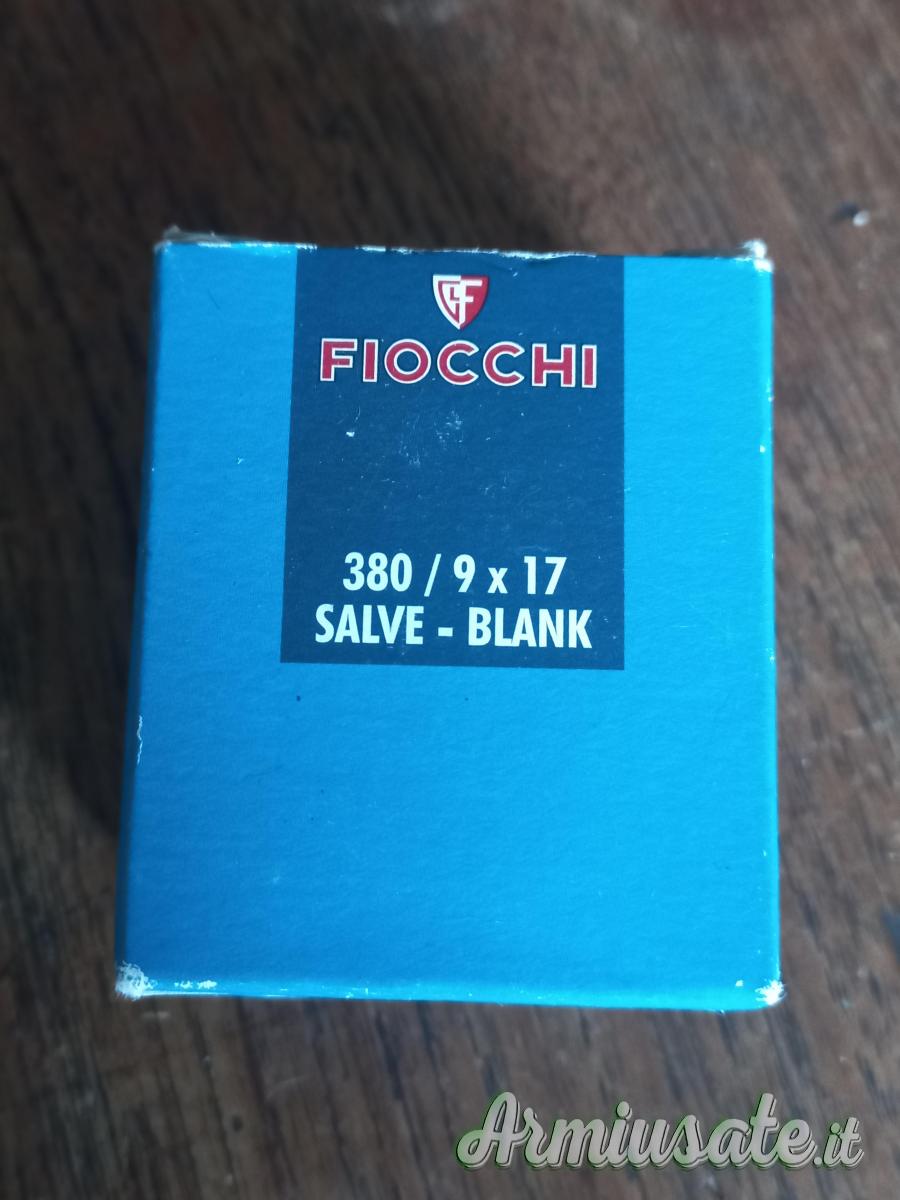 FIOCCHI
380 / 9 x 17
SALVE - BLANK
Armiusate.it